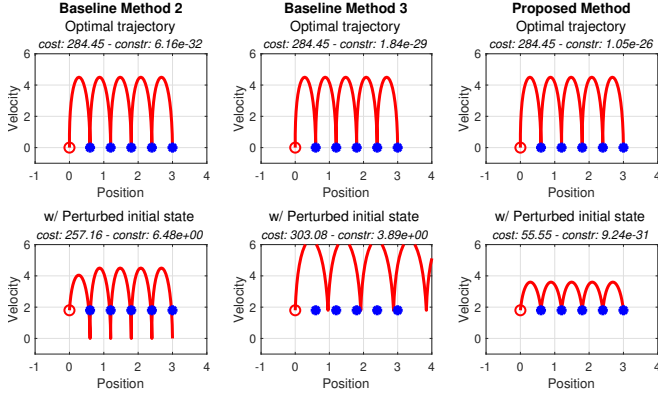 Baseline Method 2
Optimal trajectory
cost: 284.45 - constr: 6.16e-32
6
4
2
0
-1 0 1 2 3 4
Velocity
Position
Baseline Method 3
Optimal trajectory
cost: 284.45 - constr: 1.84e-29
6
4
2
0
-1 0 1 2 3 4
Velocity
Position
Proposed Method
Optimal trajectory
cost: 284.45 - constr: 1.05e-26
6
4
2
0
-1 0 1 2 3 4
Velocity
Position
w/ Perturbed initial state
cost: 257.16 - constr: 6.48e+00
6
4
2
0
-1 0 1 2 3 4
Velocity
Position
w/ Perturbed initial state
cost: 303.08 - constr: 3.89e+00
6
4
2
0
-1 0 1 2 3 4
Velocity
Position
w/ Perturbed initial state
cost: 55.55 - constr: 9.24e-31
6
4
2
0
-1 0 1 2 3 4
Velocity
Position